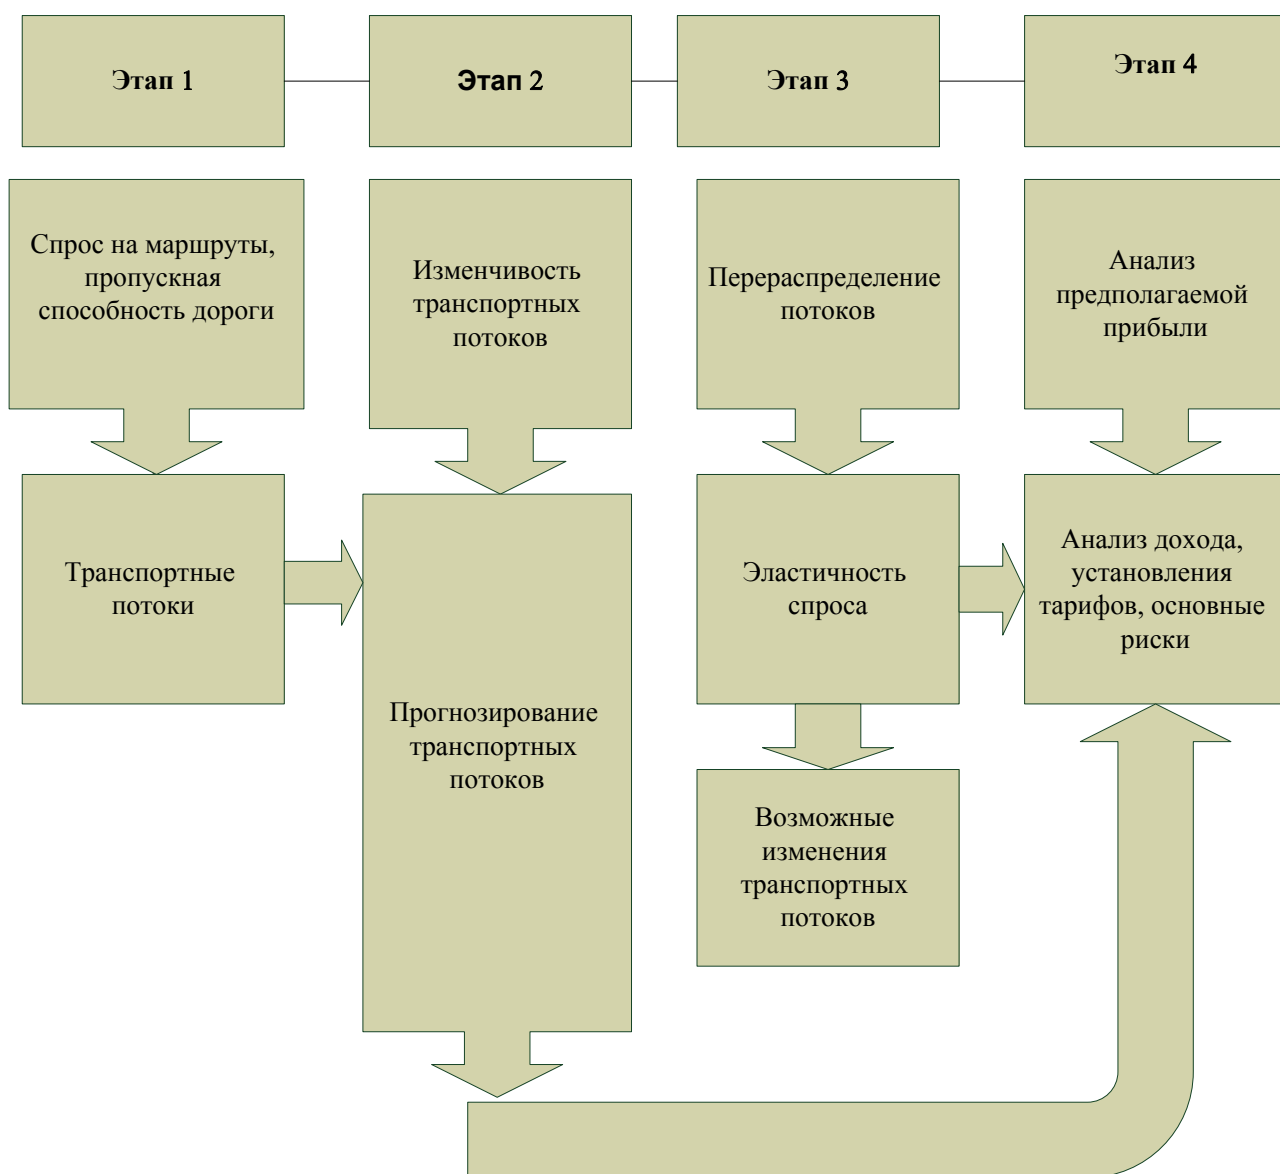 Этап 1
Этап 2
Этап 3
Этап 4
Спрос на маршруты,
пропускная
способность дороги
Изменчивость
транспортных
потоков
Перераспределение
потоков
Анализ
предполагаемой
прибыли
Транспортные
потоки
Прогнозирование
транспортных
потоков
Эластичность
спроса
Анализ дохода,
установления
тарифов, основные
риски
Возможные
изменения
транспортных
потоков